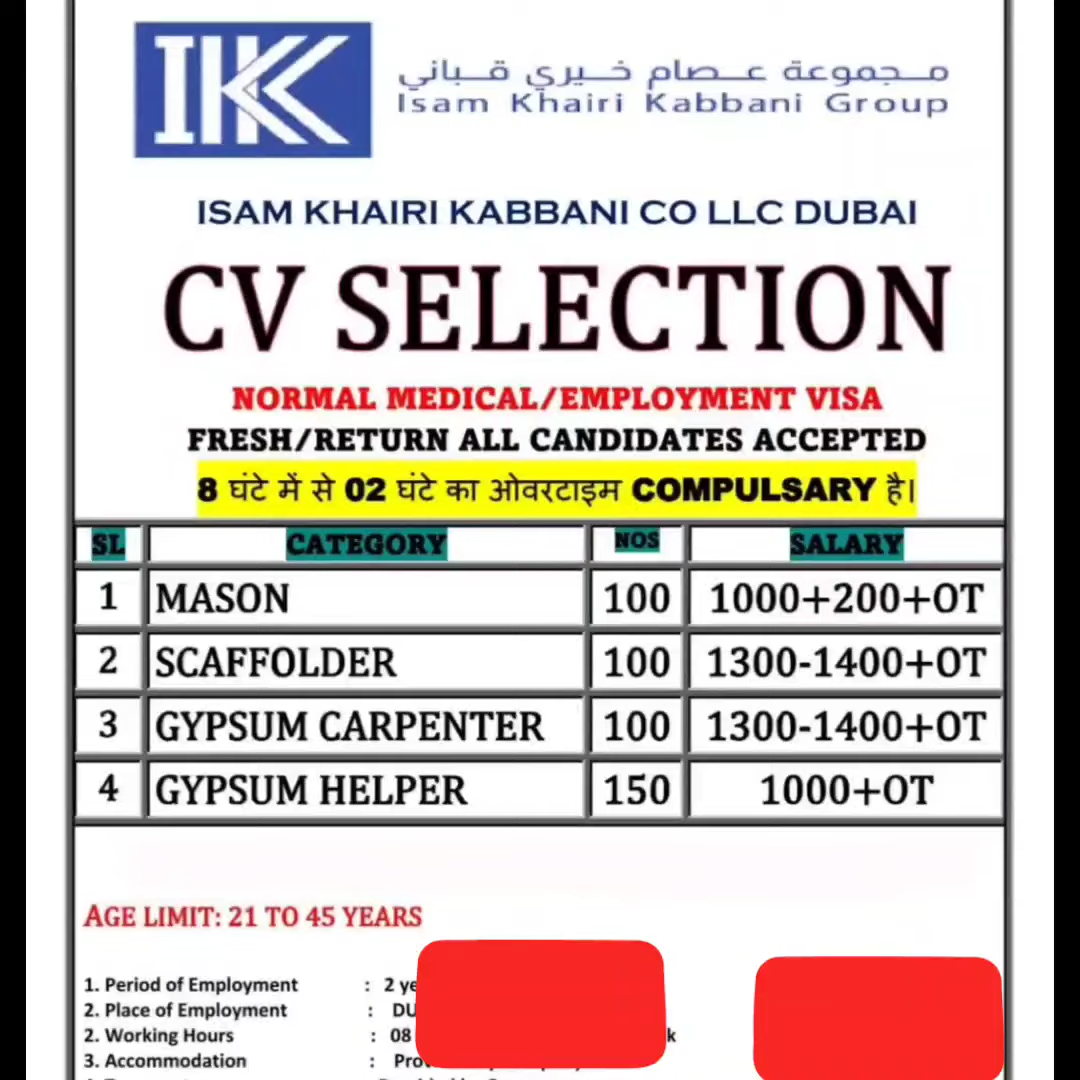 IKK
مجموعة عصام خيري قباني
Isam Khairi Kabbani Group
ISAM KHAIRI KABBANI CO LLC DUBAI
CV SELECTION
NORMAL MEDICAL/EMPLOYMENT VISA
FRESH/RETURN ALL CANDIDATES ACCEPTED
8 घंटे में से 02 घंटे का ओवरटाइम COMPULSARY है।
SL CATEGORY NOS SALARY
1 MASON 100 1000+200+OT
2 SCAFFOLDER 100 1300-1400+OT
3 GYPSUM CARPENTER 100 1300-1400+OT
4 GYPSUM HELPER 150 1000+OT
AGE LIMIT: 21 TO 45 YEARS
1. Period of Employment : 2
2. Place of Employment :
2. Working Hours : 08
3. Accommodation :